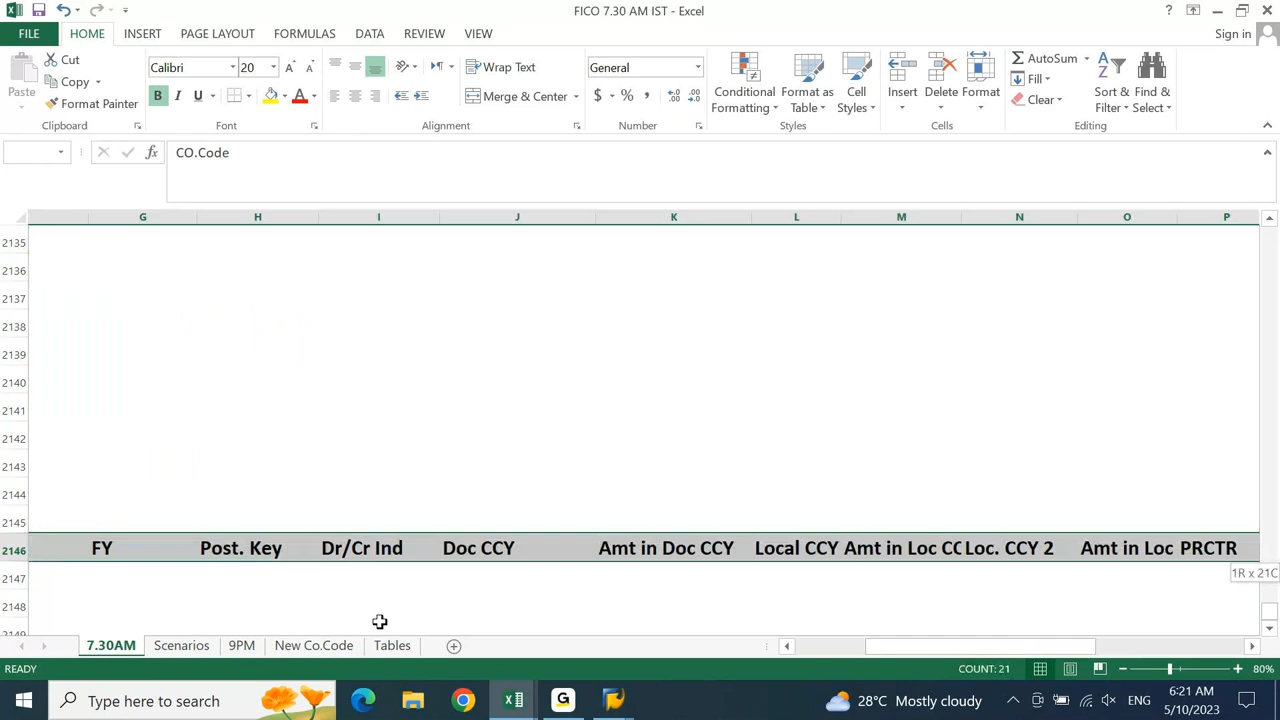 FICO 7.30 AM IST - Excel
FILE HOME INSERT PAGE LAYOUT FORMULAS DATA REVIEW VIEW Sign in
Paste Cut Copy Format Painter Clipboard
Calibri 20 B I U A Font
Wrap Text Merge & Center Alignment
General $ % , Number
Conditional Formatting Format as Table Cell Styles Styles
Insert Delete Format Cells
AutoSum Fill Clear Sort & Filter Find & Select Editing
fx CO.Code
G H I J K L M N O P
2135
2136
2137
2138
2139
2140
2141
2142
2143
2144
2145
2146 FY Post. Key Dr/Cr Ind Doc CCY Amt in Doc CCY Local CCY Amt in Loc CC Loc. CCY 2 Amt in Loc PRCTR
1R x 21C
2147
2148
2149
7.30AM Scenarios 9PM New Co.Code Tables
READY COUNT: 21 80%
Type here to search 28°C Mostly cloudy ENG 6:21 AM
5/10/2023